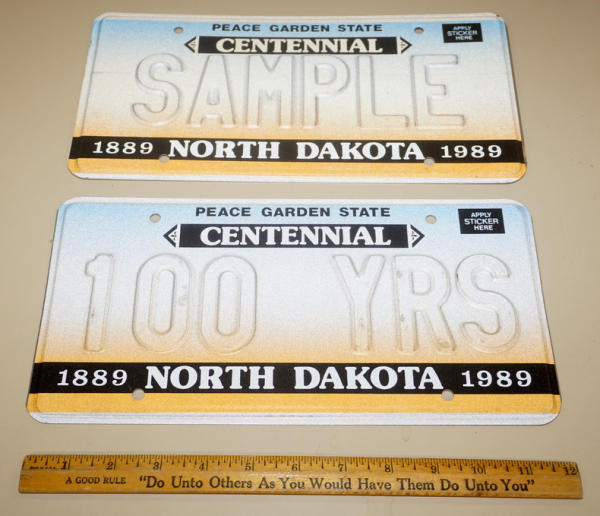 PEACE GARDEN STATE
APPLY
STICKER
HERE
CENTENNIAL
SAMPLE
1889 NORTH DAKOTA 1989
PEACE GARDEN STATE
APPLY
STICKER
HERE
CENTENNIAL
100 YRS
1889 NORTH DAKOTA 1989
1 2 3 4 5 6 7 8 9 10 11 12
A GOOD RULE "Do Unto Others As You Would Have Them Do Unto You"